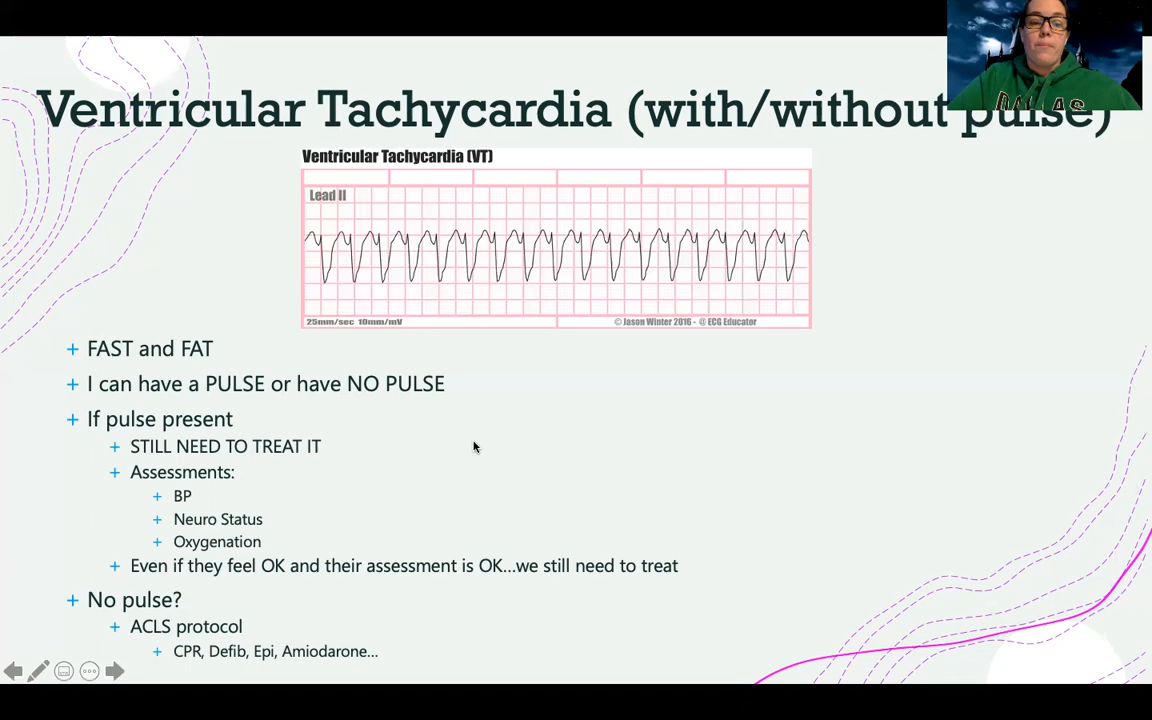 Ventricular Tachycardia (with/without pulse)
DALLAS
Ventricular Tachycardia (VT)
Lead II
25mm/sec 10mm/mV
© Jason Winter 2016 - @ ECG Educator
+ FAST and FAT
+ I can have a PULSE or have NO PULSE
+ If pulse present
+ STILL NEED TO TREAT IT
+ Assessments:
+ BP
+ Neuro Status
+ Oxygenation
+ Even if they feel OK and their assessment is OK...we still need to treat
+ No pulse?
+ ACLS protocol
+ CPR, Defib, Epi, Amiodarone...